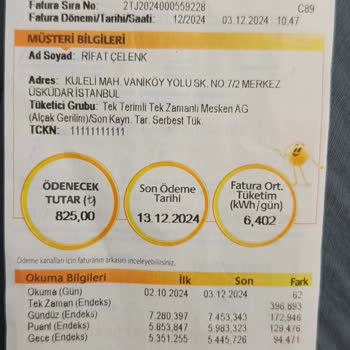 Fatura Sıra No: 2TJ2024000559228
Fatura Dönemi/Tarihi/Saati: 12/2024 03.12.2024 10.47
C89
MÜŞTERİ BİLGİLERİ
Ad Soyad: RIFAT ÇELENK
Adres: KULELİ MAH. VANİKÖY YOLU SK. NO:7/2 MERKEZ
ÜSKÜDAR İSTANBUL
Tüketici Grubu: Tek Terimli Tek Zamanlı Mesken AG
(Alçak Gerilim)/Son Kayn. Tar. Serbest Tük.
TCKN: 11111111111
ÖDENECEK
TUTAR (₺)
825,00
Son Ödeme
Tarihi
13.12.2024
Fatura Ort.
Tüketim
(kWh/gün)
6,402
Ödeme kanalları için faturanın arkasını inceleyebilirsiniz.
Okuma Bilgileri İlk Son Fark
Okuma (Gün) 02.10.2024 03.12.2024 62
Tek Zaman (Endeks) 396,893
Gündüz (Endeks) 7.280,397 7.453,343 172,946
Puant (Endeks) 5.853,847 5.983,323 129,476
Gece (Endeks) 5.351,255 5.445,726 94,471